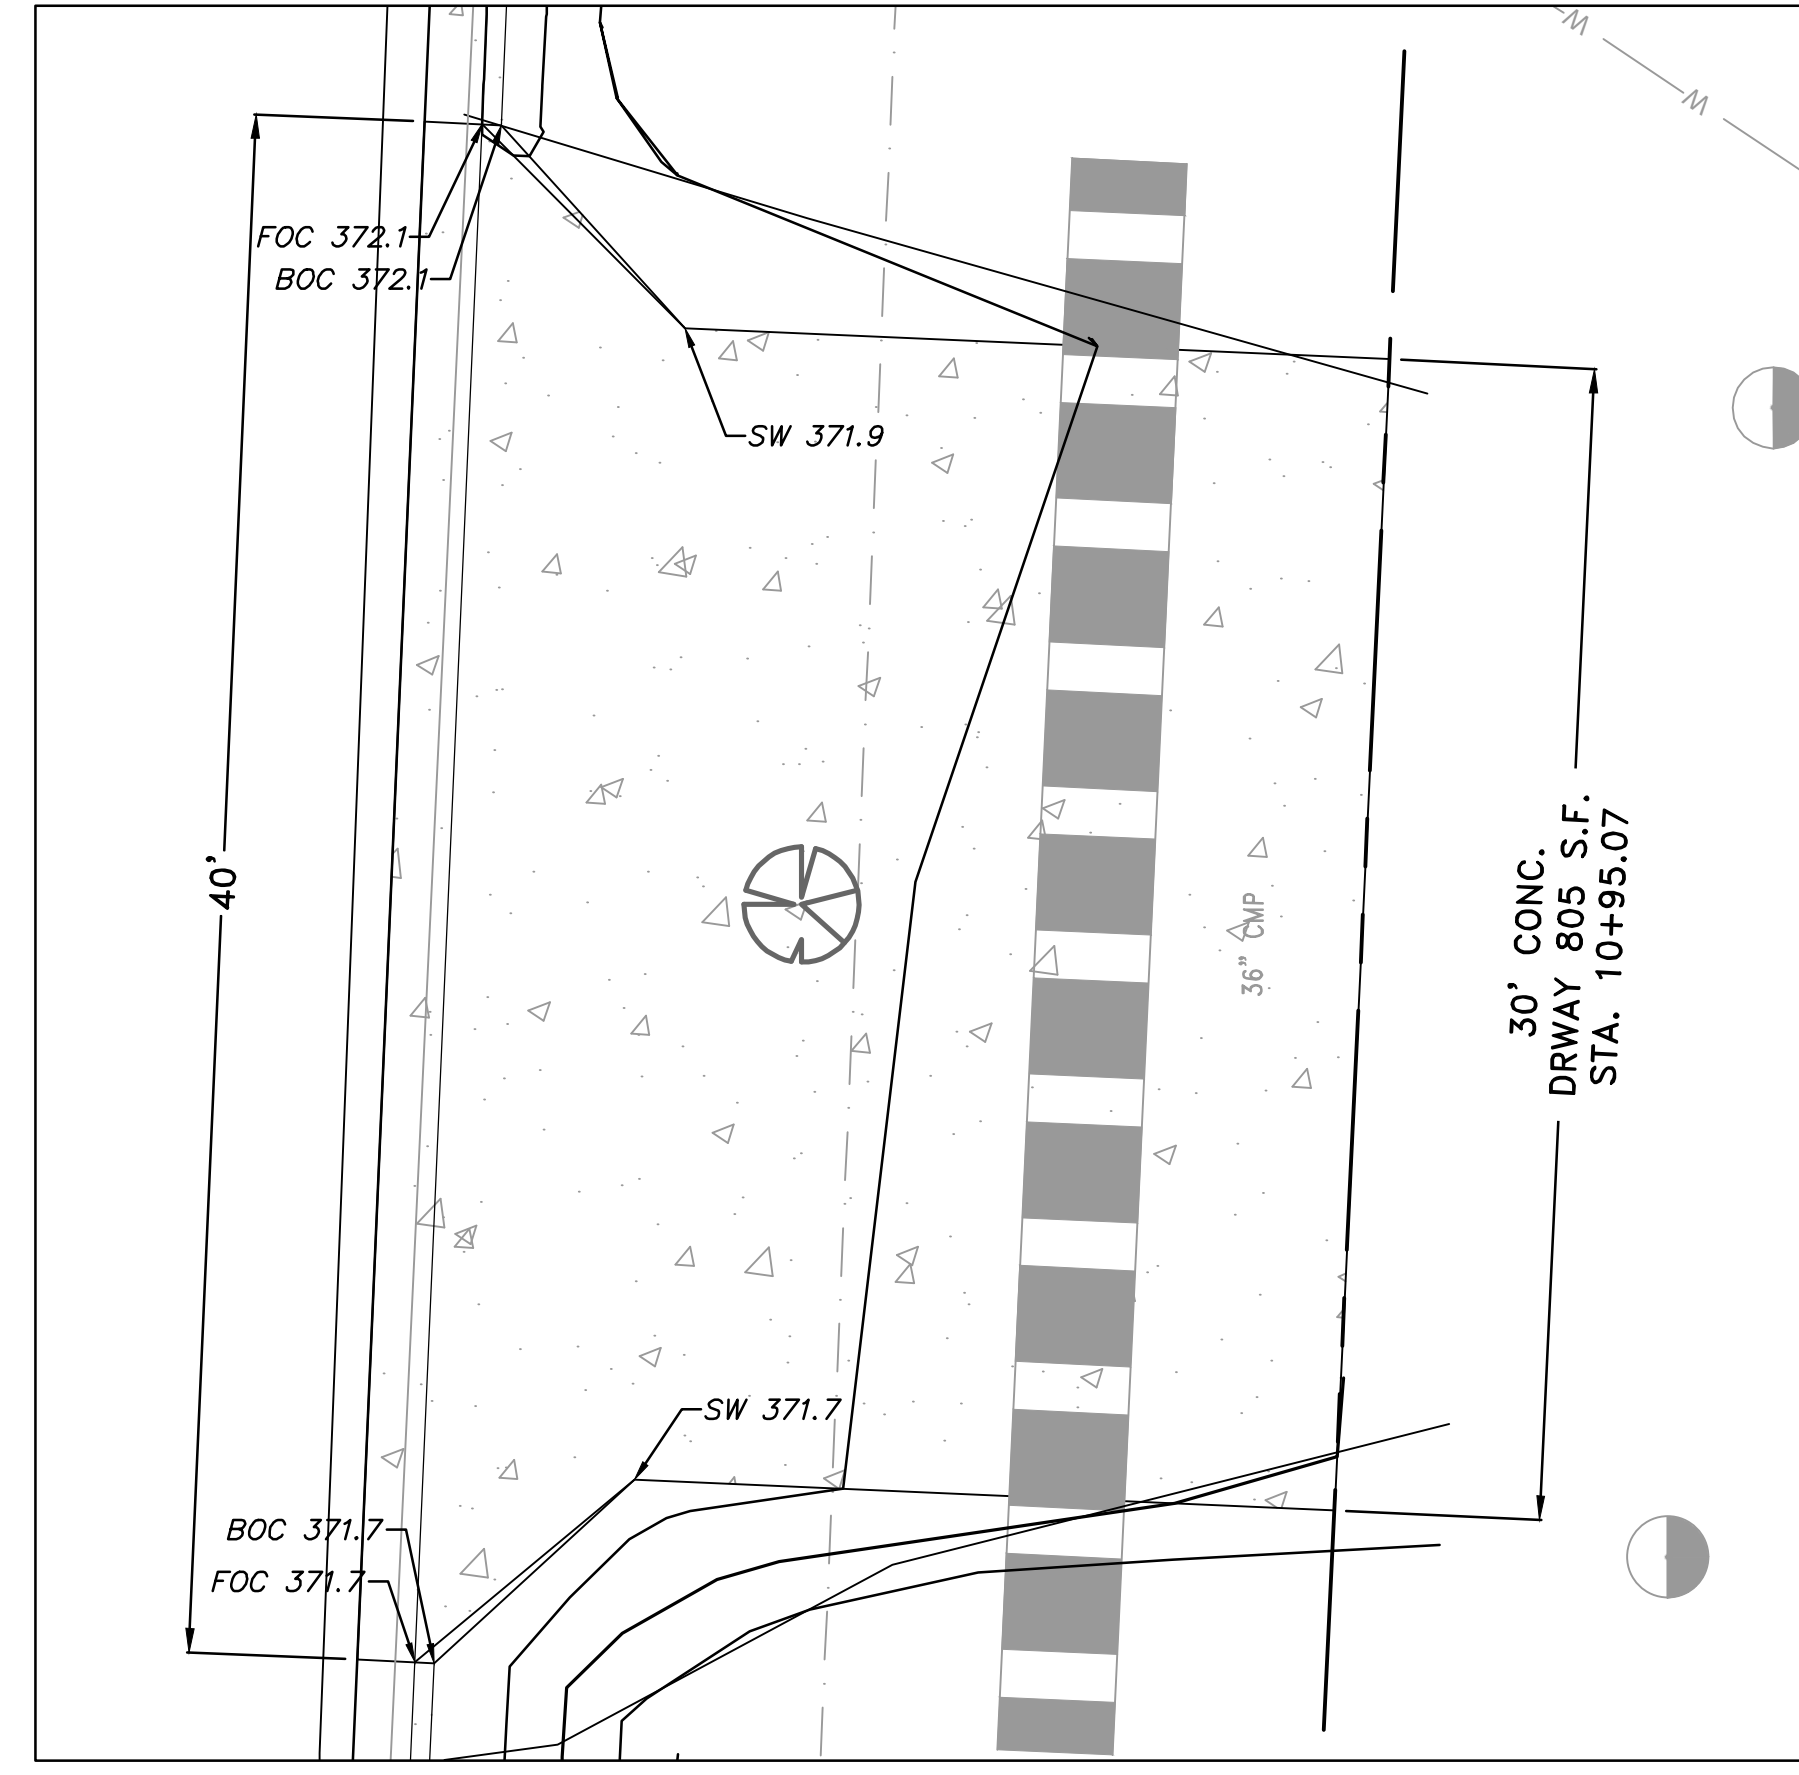 W
W
FOC 372.1
BOC 372.1
SW 371.9
40'
36" CMP
30' CONC.
DRWAY 805 S.F.
STA. 10+95.07
SW 371.7
BOC 371.7
FOC 371.7